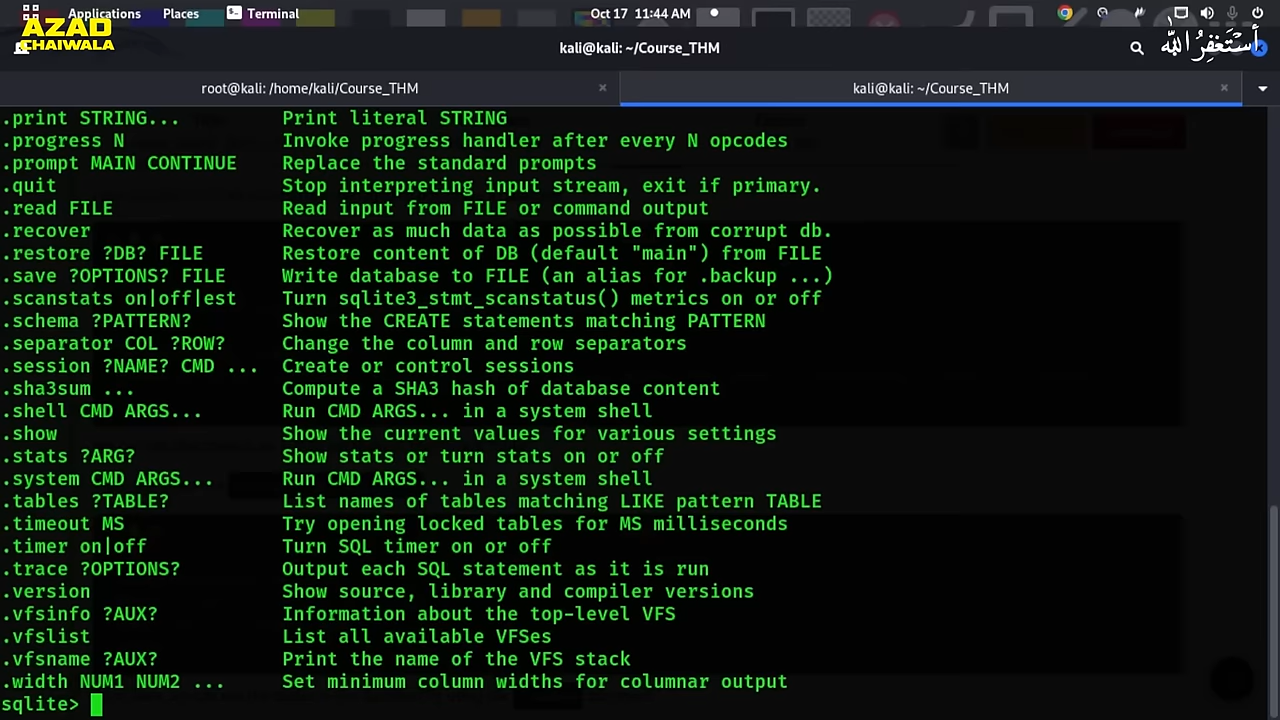 Applications Places Terminal Oct 17 11:44 AM
AZAD
CHAIWALA
kali@kali: ~/Course_THM
أستغفر الله
root@kali: /home/kali/Course_THM × kali@kali: ~/Course_THM ×
.print STRING... Print literal STRING
.progress N Invoke progress handler after every N opcodes
.prompt MAIN CONTINUE Replace the standard prompts
.quit Stop interpreting input stream, exit if primary.
.read FILE Read input from FILE or command output
.recover Recover as much data as possible from corrupt db.
.restore ?DB? FILE Restore content of DB (default "main") from FILE
.save ?OPTIONS? FILE Write database to FILE (an alias for .backup ...)
.scanstats on|off|est Turn sqlite3_stmt_scanstatus() metrics on or off
.schema ?PATTERN? Show the CREATE statements matching PATTERN
.separator COL ?ROW? Change the column and row separators
.session ?NAME? CMD ... Create or control sessions
.sha3sum ... Compute a SHA3 hash of database content
.shell CMD ARGS... Run CMD ARGS... in a system shell
.show Show the current values for various settings
.stats ?ARG? Show stats or turn stats on or off
.system CMD ARGS... Run CMD ARGS... in a system shell
.tables ?TABLE? List names of tables matching LIKE pattern TABLE
.timeout MS Try opening locked tables for MS milliseconds
.timer on|off Turn SQL timer on or off
.trace ?OPTIONS? Output each SQL statement as it is run
.version Show source, library and compiler versions
.vfsinfo ?AUX? Information about the top-level VFS
.vfslist List all available VFSes
.vfsname ?AUX? Print the name of the VFS stack
.width NUM1 NUM2 ... Set minimum column widths for columnar output
sqlite>